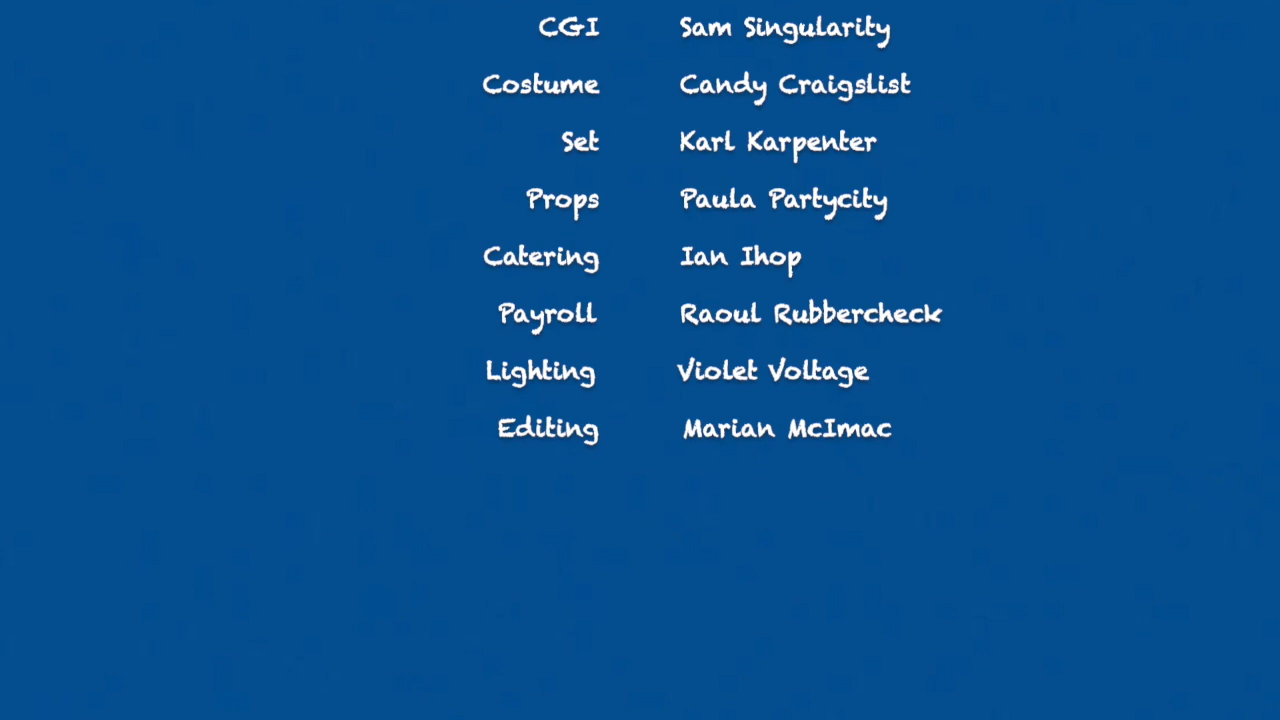 CGI Sam Singularity
Costume Candy Craigslist
Set Karl Karpenter
Props Paula Partycity
Catering Ian Ihop
Payroll Raoul Rubbercheck
Lighting Violet Voltage
Editing Marian McImac